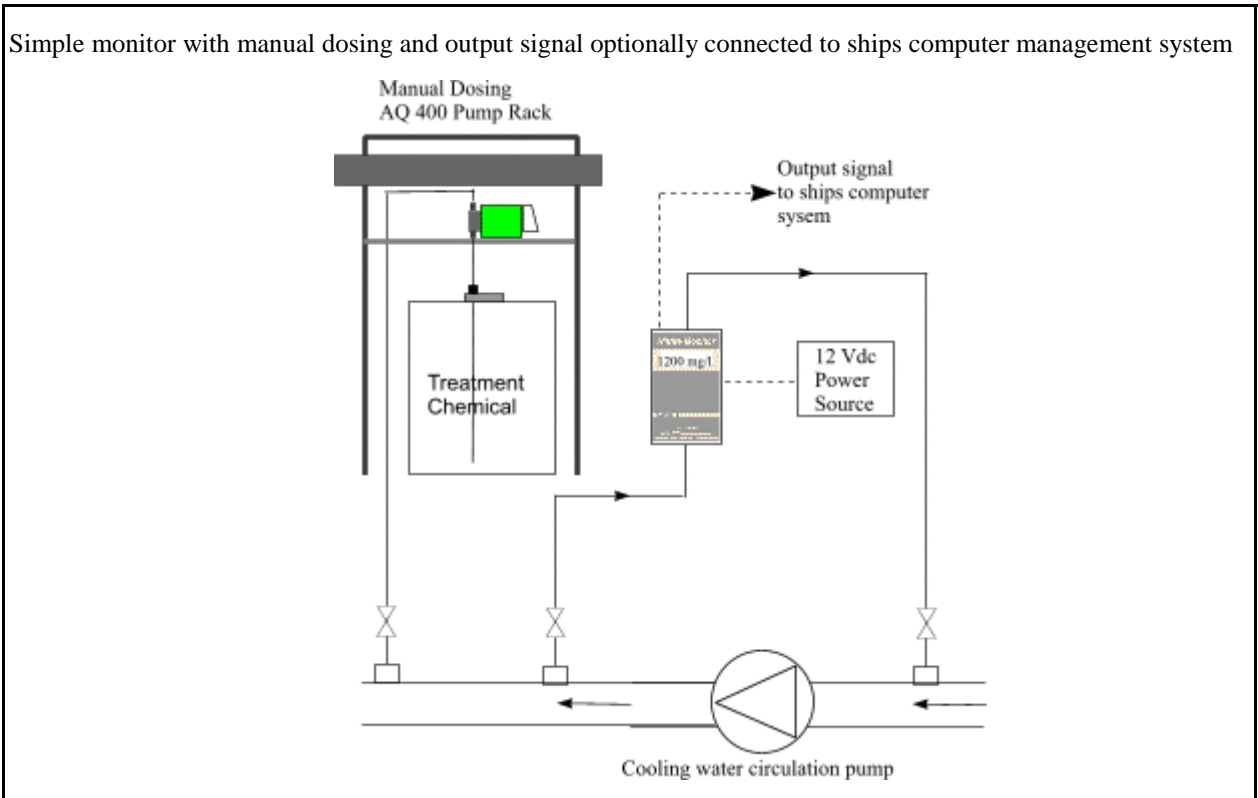 Simple monitor with manual dosing and output signal optionally connected to ships computer management system
Manual Dosing
AQ 400 Pump Rack
Output signal
to ships computer
sysem
1200 mg/l
12 Vdc
Power
Source
Treatment
Chemical
Cooling water circulation pump